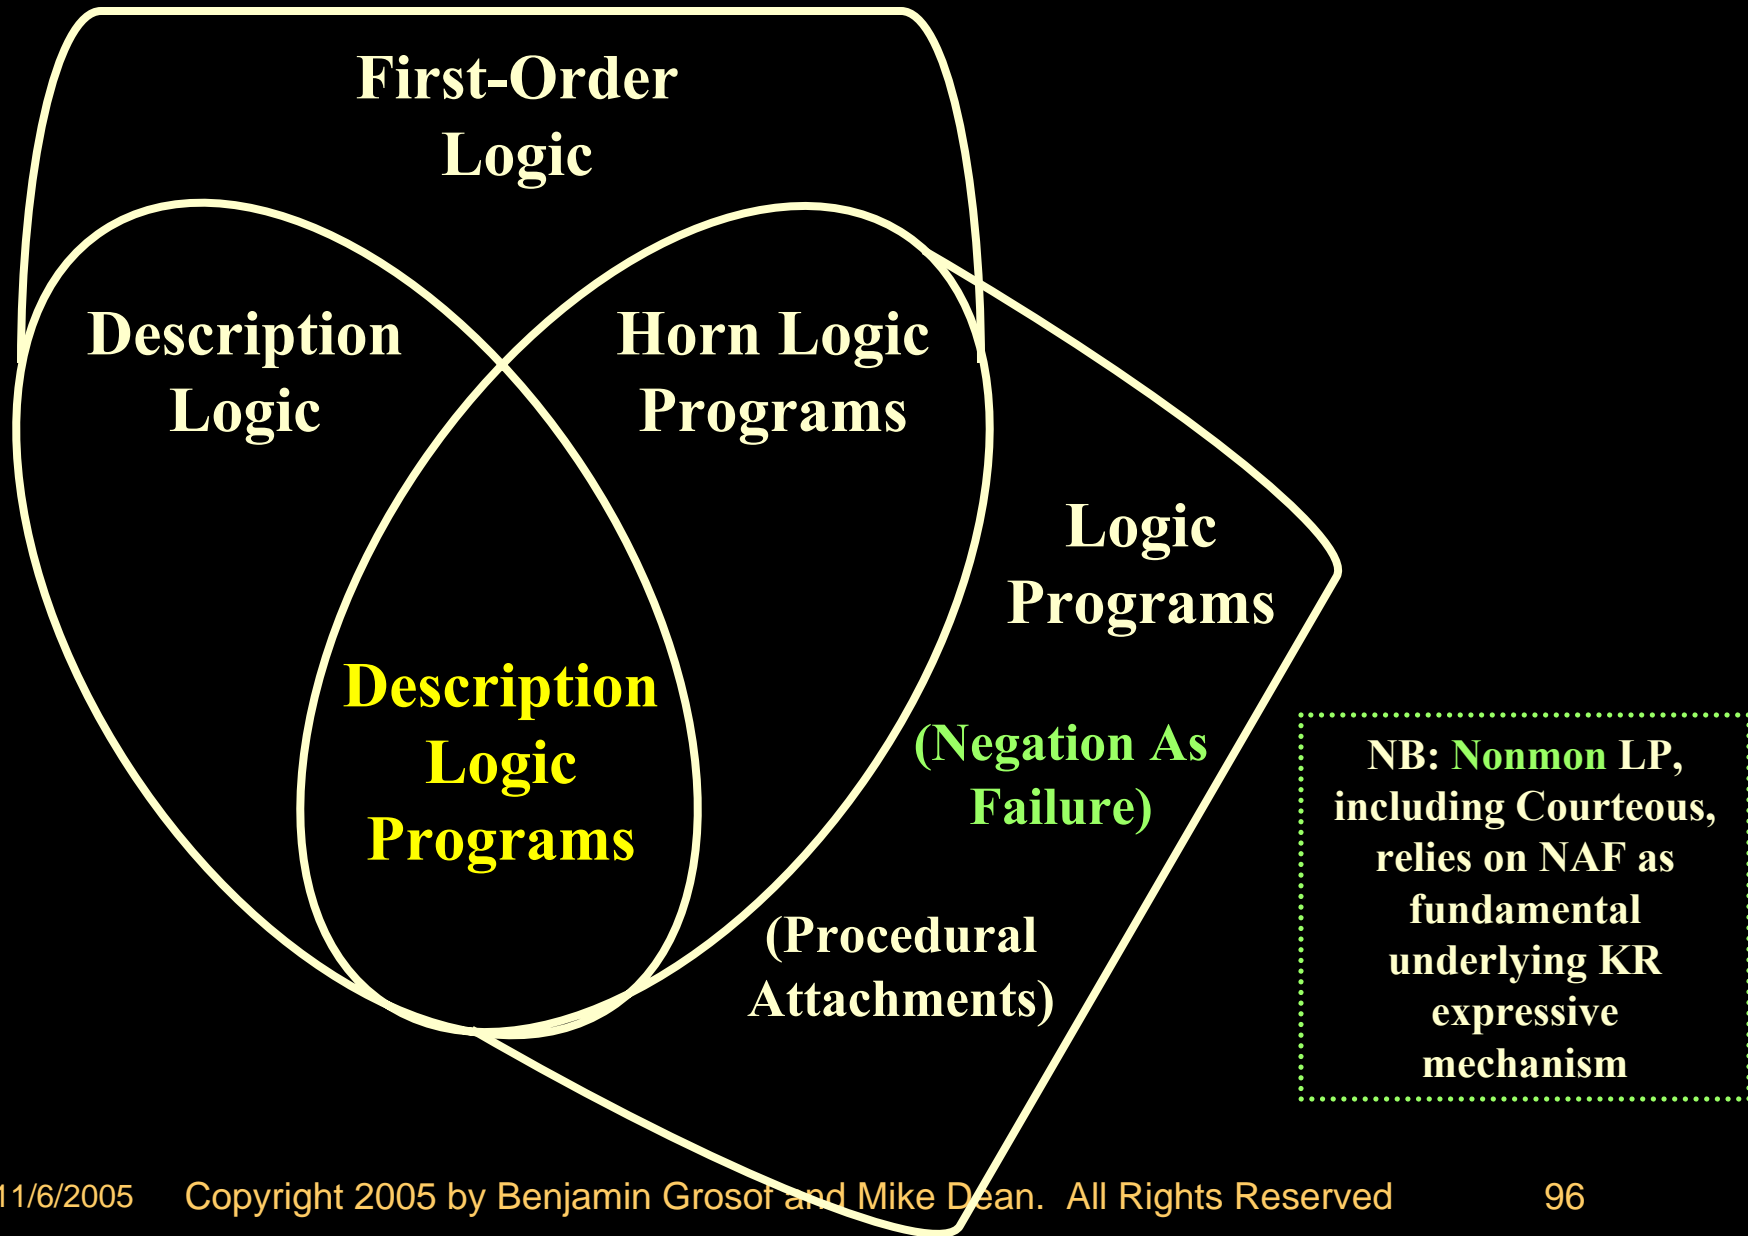 First-Order
Logic
Description
Logic
Horn Logic
Programs
Logic
Programs
Description
Logic
Programs
(Negation As
Failure)
(Procedural
Attachments)
NB: Nonmon LP,
including Courteous,
relies on NAF as
fundamental
underlying KR
expressive
mechanism
11/6/2005 Copyright 2005 by Benjamin Grosof and Mike Dean. All Rights Reserved 96